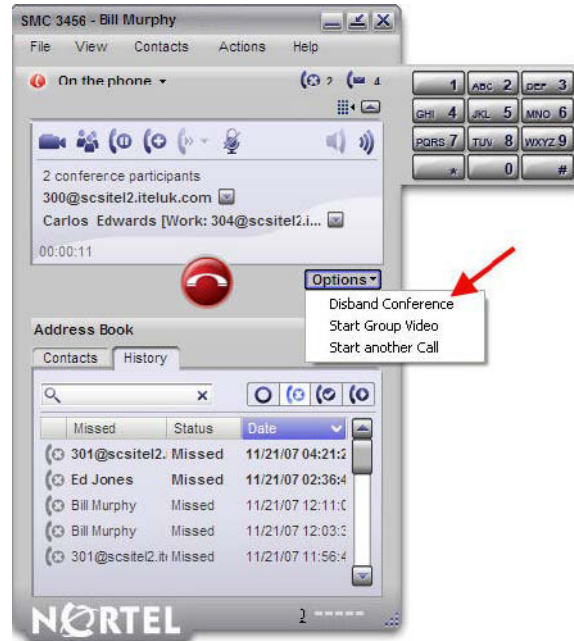 SMC 3456 - Bill Murphy
File View Contacts Actions Help
On the phone
2 4
1 ABC 2 DEF 3
GHI 4 JKL 5 MNO 6
PQRS 7 TUV 8 WXYZ 9
* 0 #
2 conference participants
300@scsitel2.iteluk.com
Carlos Edwards [Work: 304@scsitel2.i...
00:00:11
Options
Disband Conference
Start Group Video
Start another Call
Address Book
Contacts History
Missed Status Date
301@scsitel2. Missed 11/21/07 04:21:2
Ed Jones Missed 11/21/07 02:36:4
Bill Murphy Missed 11/21/07 12:11:0
Bill Murphy Missed 11/21/07 12:03:3
301@scsitel2.it Missed 11/21/07 11:56:4
NORTEL